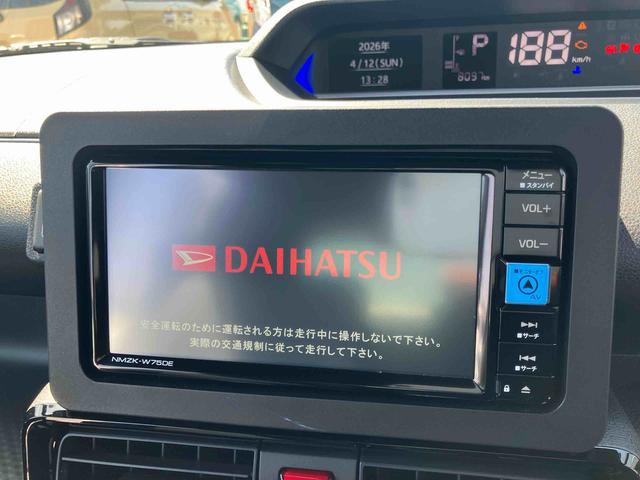 2026年
4/12(SUN)
13:28
P
188
km/h
8097km
メニュー
■スタンバイ
VOL+
VOL−
AV
■サーチ
■サーチ
DAIHATSU
安全運転のために運転される方は走行中に操作しないで下さい。
実際の交通規制に従って走行して下さい。
NMZK-W75DE